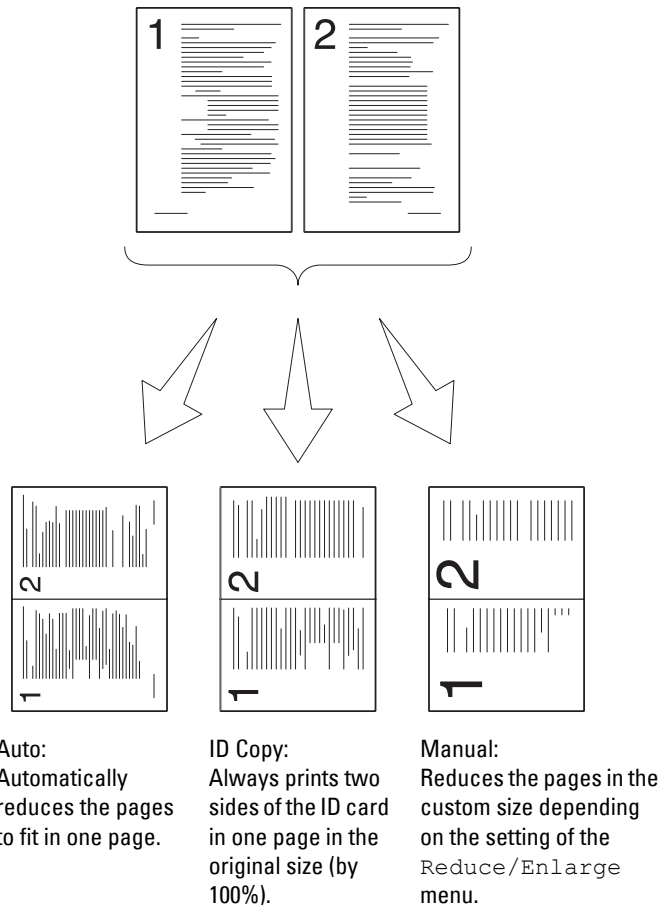 1
2
2
2
2
1
1
1
Auto:
Automatically
reduces the pages
to fit in one page.
ID Copy:
Always prints two
sides of the ID card
in one page in the
original size (by
100%).
Manual:
Reduces the pages in the
custom size depending
on the setting of the
Reduce/Enlarge
menu.